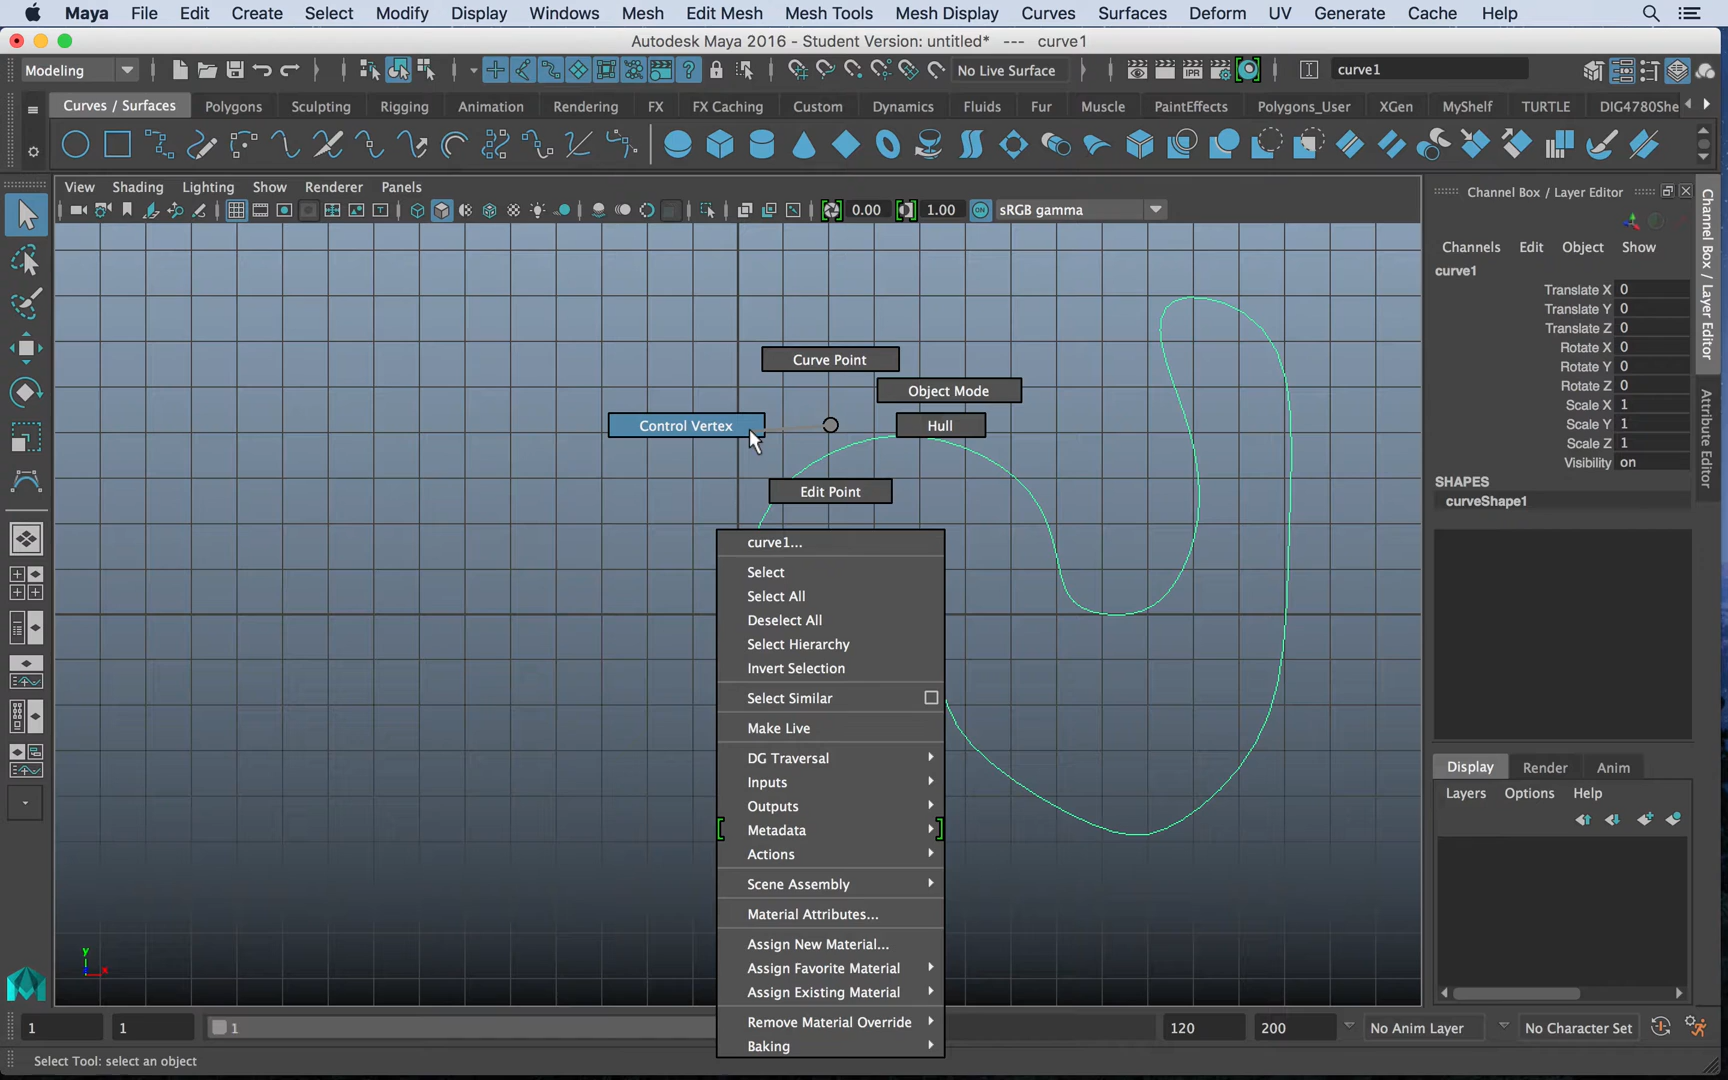 Maya File Edit Create Select Modify Display Windows Mesh Edit Mesh Mesh Tools Mesh Display Curves Surfaces Deform UV Generate Cache Help
Autodesk Maya 2016 - Student Version: untitled* --- curve1
Modeling
No Live Surface
curve1
Curves / Surfaces Polygons Sculpting Rigging Animation Rendering FX FX Caching Custom Dynamics Fluids Fur Muscle PaintEffects Polygons_User XGen MyShelf TURTLE DIG4780She
IPR
View Shading Lighting Show Renderer Panels
0.00 1.00 ON sRGB gamma
Channel Box / Layer Editor
Channels Edit Object Show
curve1
Translate X 0
Translate Y 0
Translate Z 0
Rotate X 0
Rotate Y 0
Rotate Z 0
Scale X 1
Scale Y 1
Scale Z 1
Visibility on
SHAPES
curveShape1
Channel Box / Layer Editor
Attribute Editor
Curve Point
Object Mode
Control Vertex
Hull
Edit Point
curve1...
Select
Select All
Deselect All
Select Hierarchy
Invert Selection
Select Similar
Make Live
DG Traversal
Inputs
Outputs
Metadata
Actions
Scene Assembly
Material Attributes...
Assign New Material...
Assign Favorite Material
Assign Existing Material
Remove Material Override
Baking
Display Render Anim
Layers Options Help
y
x
1 1 1 120 200 No Anim Layer No Character Set
Select Tool: select an object